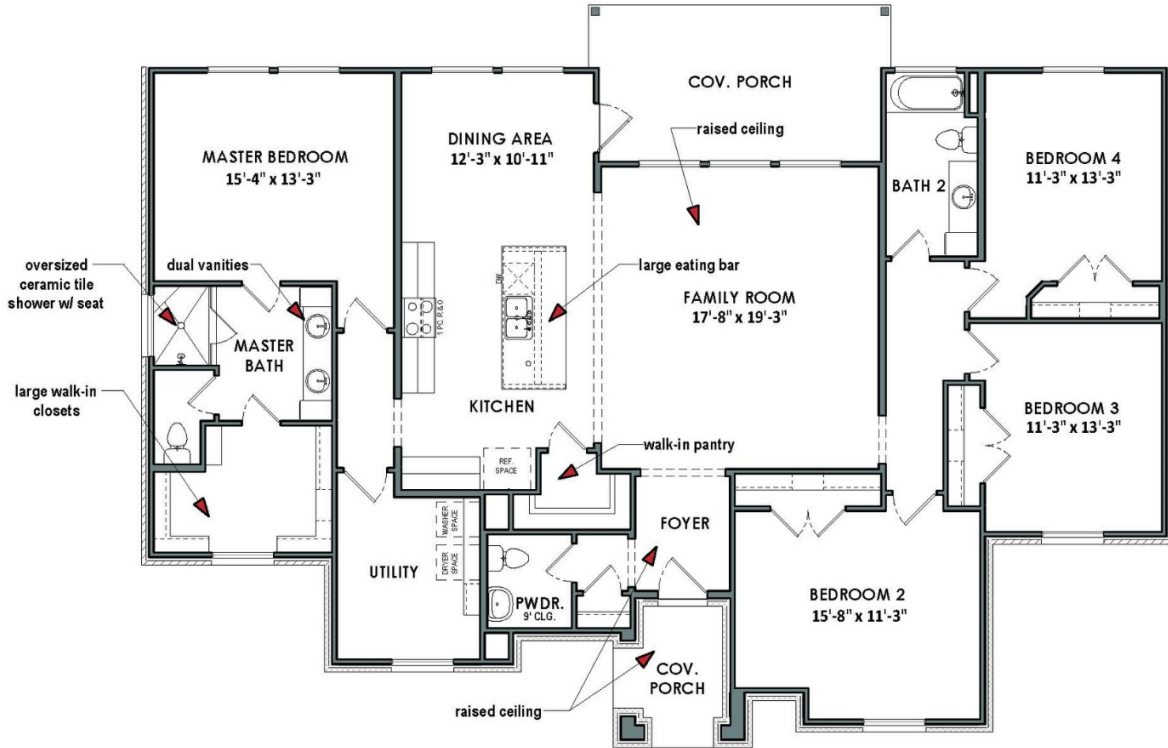 COV. PORCH
raised ceiling
DINING AREA
12'-3" x 10'-11"
MASTER BEDROOM
15'-4" x 13'-3"
BEDROOM 4
11'-3" x 13'-3"
BATH 2
oversized
ceramic tile
shower w/ seat
dual vanities
large eating bar
DW
1 PC. R & O
FAMILY ROOM
17'-8" x 19'-3"
MASTER
BATH
large walk-in
closets
KITCHEN
BEDROOM 3
11'-3" x 13'-3"
walk-in pantry
REF.
SPACE
WASHER
SPACE
DRYER
SPACE
FOYER
UTILITY
PWDR.
9' CLG.
BEDROOM 2
15'-8" x 11'-3"
COV.
PORCH
raised ceiling